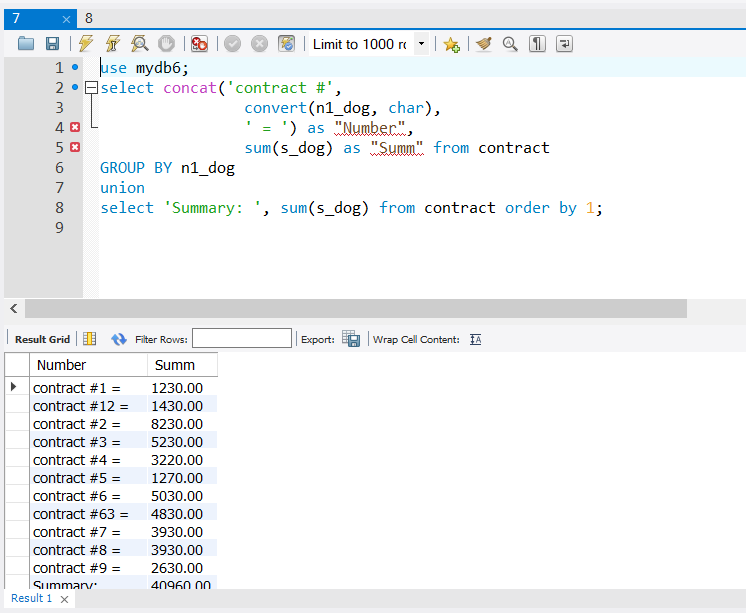 7 8
Limit to 1000 rc
1 use mydb6;
2 select concat('contract #',
3 convert(n1_dog, char),
4 ' = ') as "Number",
5 sum(s_dog) as "Summ" from contract
6 GROUP BY n1_dog
7 union
8 select 'Summary: ', sum(s_dog) from contract order by 1;
9
Result Grid Filter Rows: Export: Wrap Cell Content:
Number Summ
contract #1 = 1230.00
contract #12 = 1430.00
contract #2 = 8230.00
contract #3 = 5230.00
contract #4 = 3220.00
contract #5 = 1270.00
contract #6 = 5030.00
contract #63 = 4830.00
contract #7 = 3930.00
contract #8 = 3930.00
contract #9 = 2630.00
Summary: 40960.00
Result 1